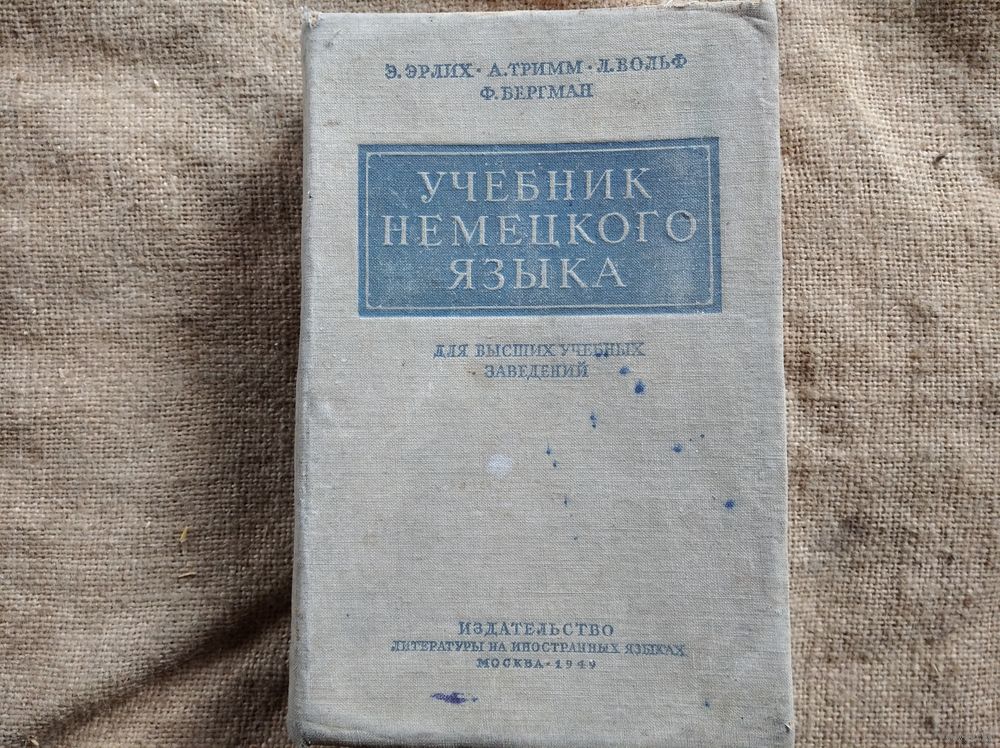 Э. ЭРЛИХ · А. ТРИММ · Л. ВОЛЬФ
Ф. БЕРГМАН
УЧЕБНИК
НЕМЕЦКОГО
ЯЗЫКА
ДЛЯ ВЫСШИХ УЧЕБНЫХ
ЗАВЕДЕНИЙ
ИЗДАТЕЛЬСТВО
ЛИТЕРАТУРЫ НА ИНОСТРАННЫХ ЯЗЫКАХ
МОСКВА · 1949